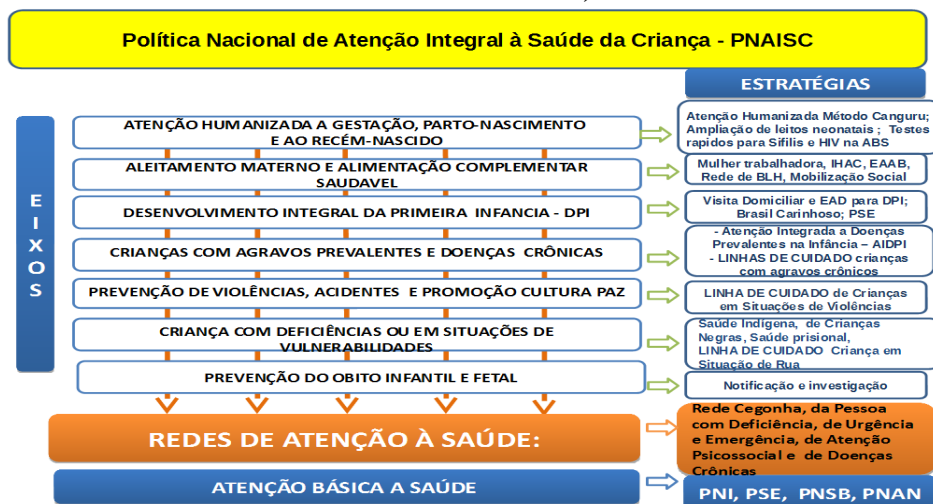 Política Nacional de Atenção Integral à Saúde da Criança - PNAISC
ESTRATÉGIAS
EIXOS
ATENÇÃO HUMANIZADA A GESTAÇÃO, PARTO-NASCIMENTO
E AO RECÉM-NASCIDO
Atenção Humanizada Método Canguru;
Ampliação de leitos neonatais ; Testes
rapidos para Sífilis e HIV na ABS
ALEITAMENTO MATERNO E ALIMENTAÇÃO COMPLEMENTAR
SAUDAVEL
Mulher trabalhadora, IHAC, EAAB,
Rede de BLH, Mobilização Social
DESENVOLVIMENTO INTEGRAL DA PRIMEIRA INFANCIA - DPI
Visita Domiciliar e EAD para DPI;
Brasil Carinhoso; PSE
CRIANÇAS COM AGRAVOS PREVALENTES E DOENÇAS CRÔNICAS
- Atenção Integrada a Doenças
Prevalentes na Infância – AIDPI
- LINHAS DE CUIDADO crianças
com agravos crônicos
PREVENÇÃO DE VIOLÊNCIAS, ACIDENTES E PROMOÇÃO CULTURA PAZ
LINHA DE CUIDADO de Crianças
em Situações de Violências
CRIANÇA COM DEFICIÊNCIAS OU EM SITUAÇÕES DE
VULNERABILIDADES
Saúde Indígena, de Crianças
Negras, Saúde prisional,
LINHA DE CUIDADO Criança em
Situação de Rua
PREVENÇÃO DO OBITO INFANTIL E FETAL
Notificação e investigação
REDES DE ATENÇÃO À SAÚDE:
Rede Cegonha, da Pessoa
com Deficiência, de Urgência
e Emergência, de Atenção
Psicossocial e de Doenças
Crônicas
ATENÇÃO BÁSICA A SAÚDE
PNI, PSE, PNSB, PNAN